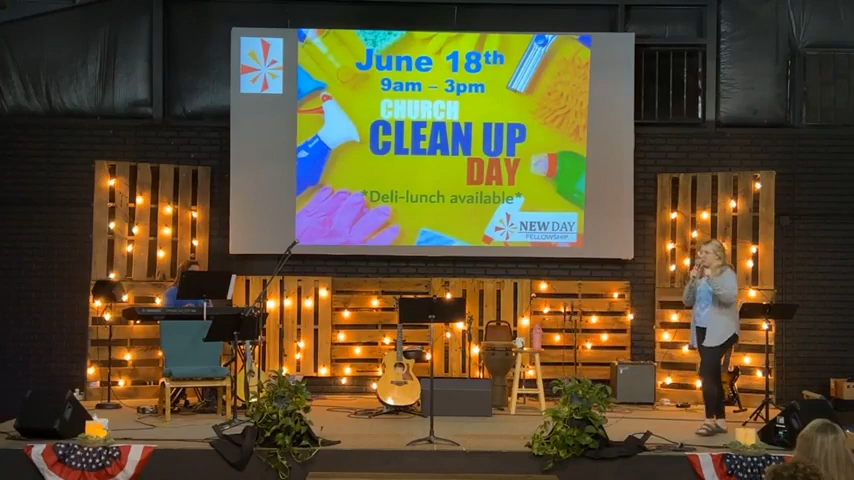 June 18th
9am – 3pm
CHURCH
CLEAN UP
DAY
*Deli-lunch available*
NEW DAY
FELLOWSHIP